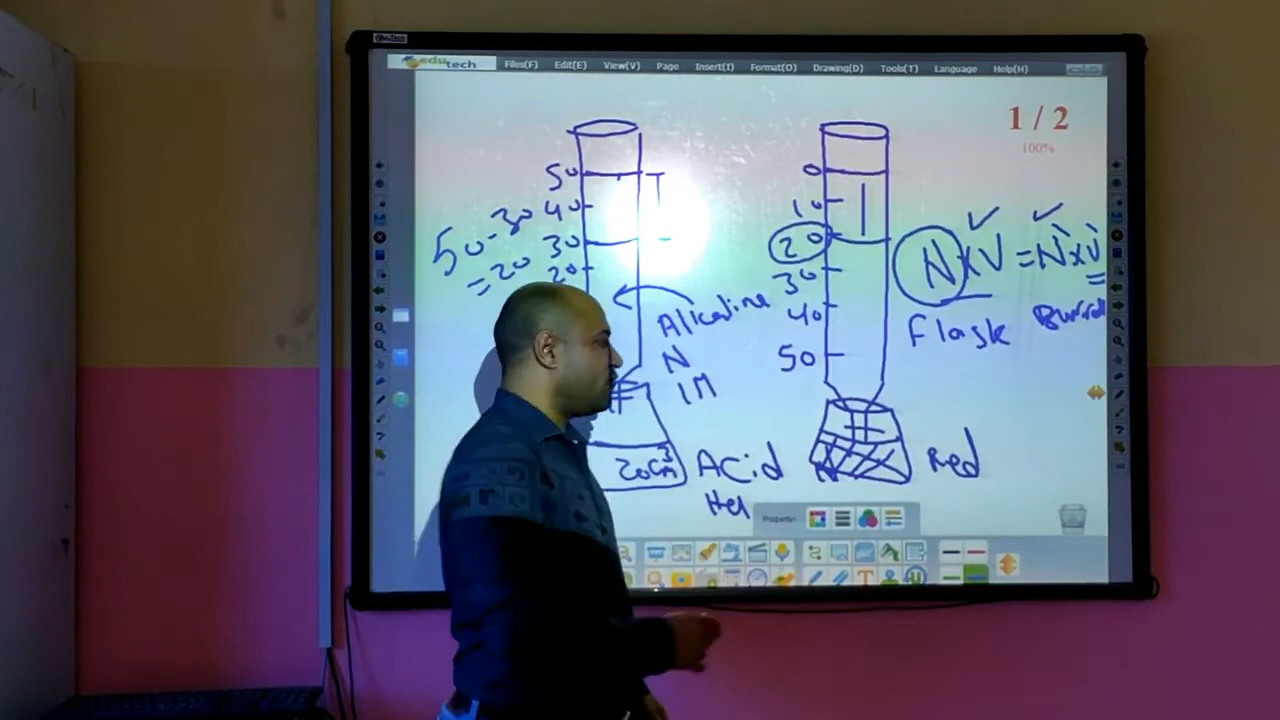 EduTech
edutech
Files(F) Edit(E) View(V) Page Insert(I) Format(O) Drawing(D) Tools(T) Language Help(H)
1 / 2
100%
50
40
30
20
50-30
=20
Alkaline
N
1M
20cm³
Acid
Hcl
0
10
20
30
40
50
N×V = N'×V'
Flask
Red
Property: